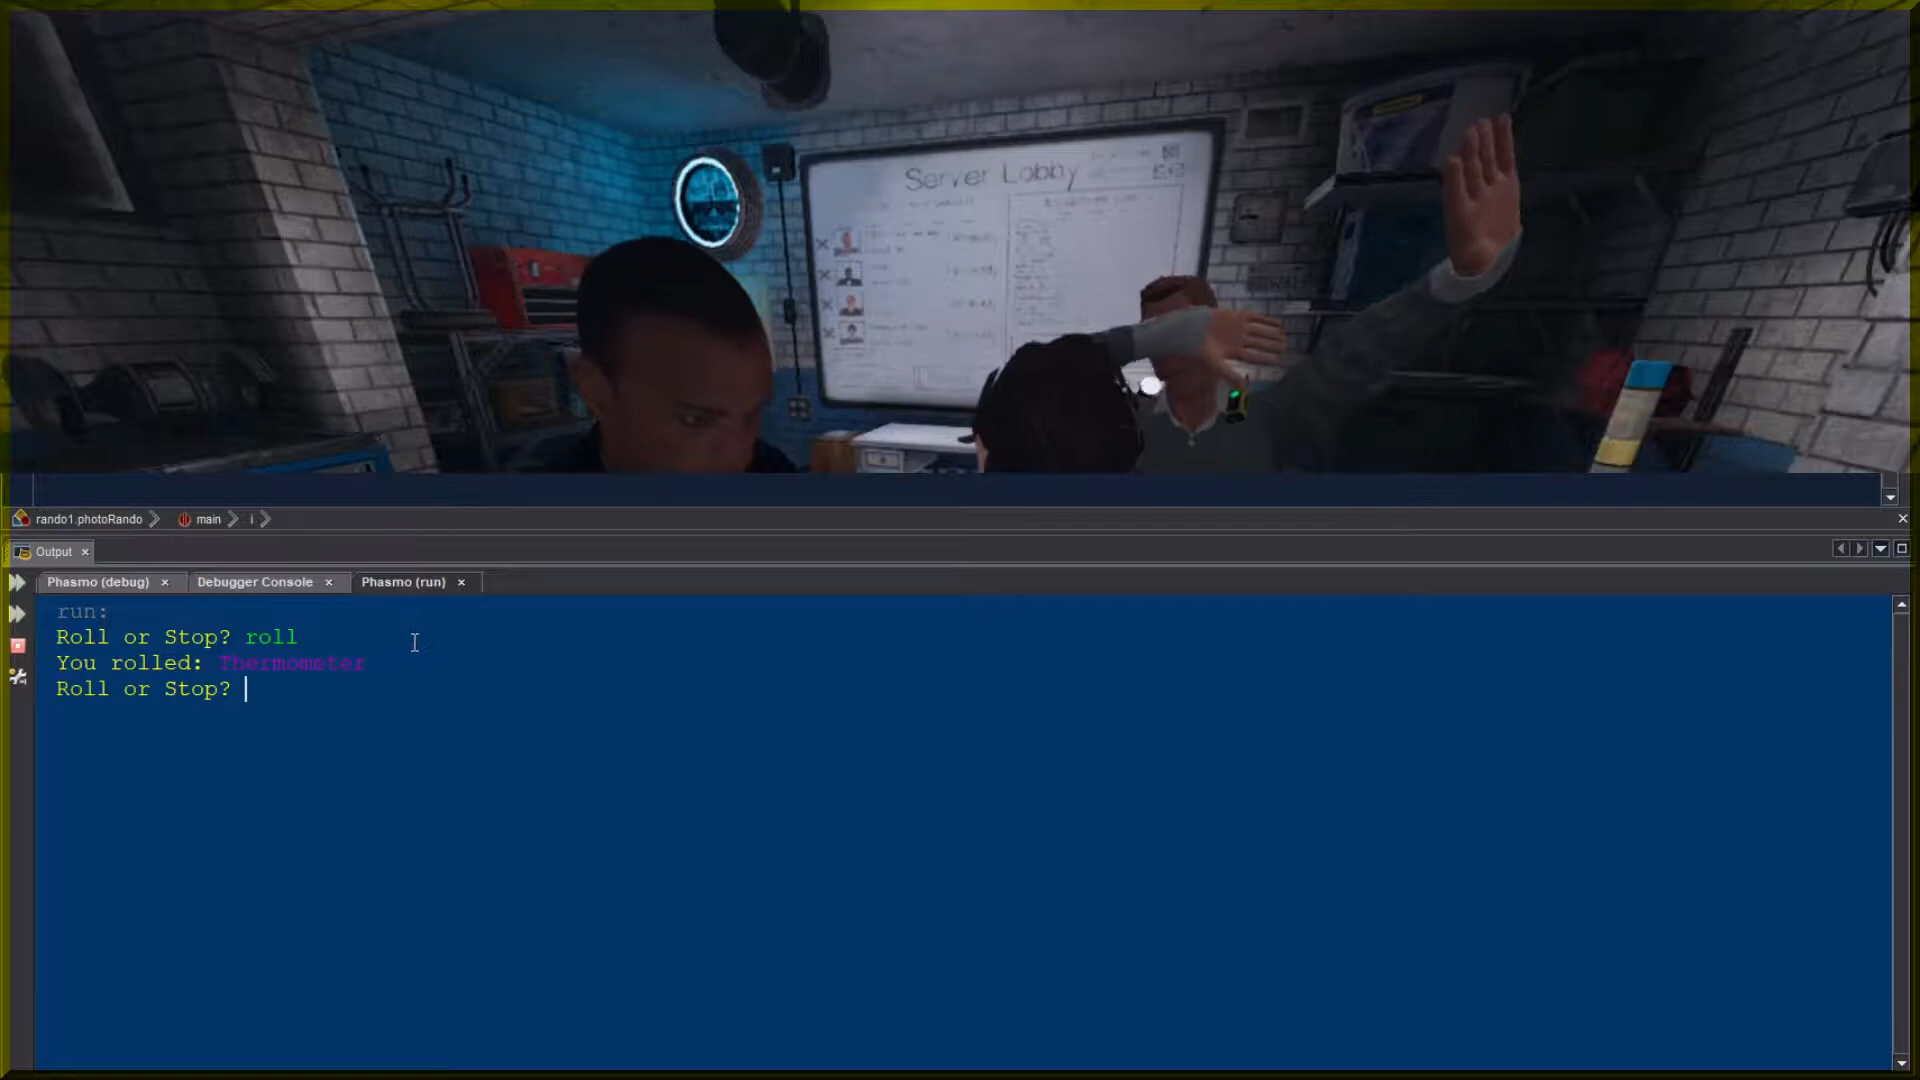 Server Lobby
rando1.photoRando main i
Output
Phasmo (debug) Debugger Console Phasmo (run)
run:
Roll or Stop? roll
You rolled: Thermometer
Roll or Stop?